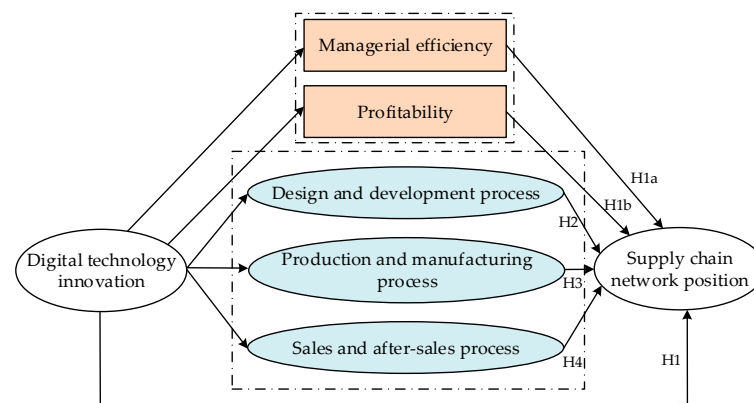 Managerial efficiency
Profitability
H1a
H1b
Design and development process
H2
Digital technology
innovation
Production and manufacturing
process
H3
Supply chain
network position
Sales and after-sales process
H4
H1